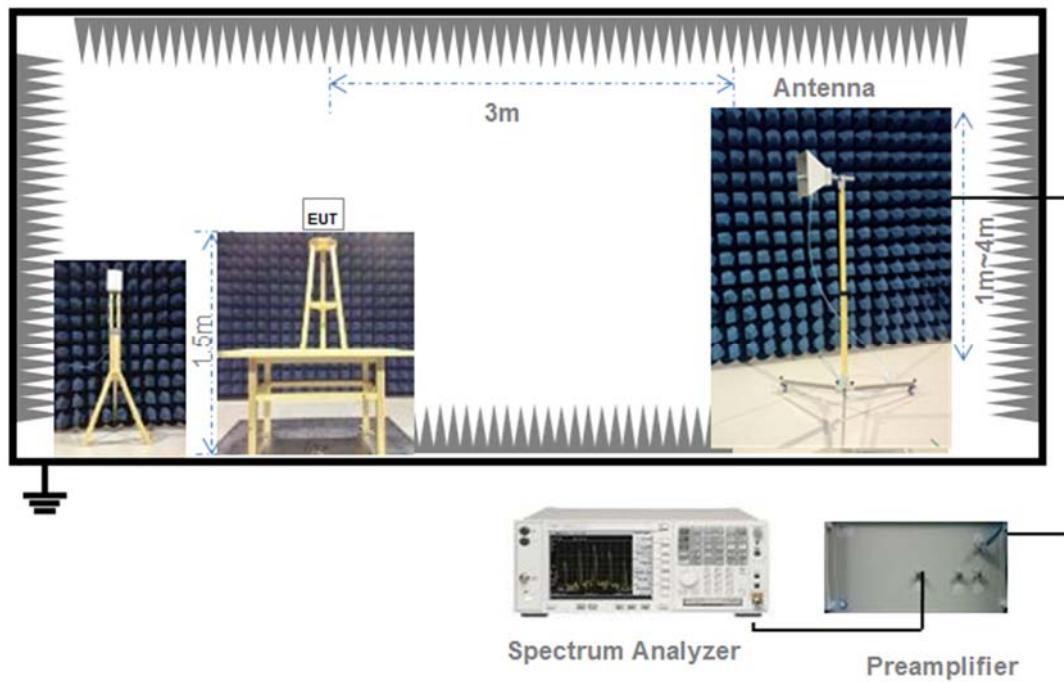 Antenna
3m
EUT
1.5m
1m~4m
Spectrum Analyzer
Preamplifier